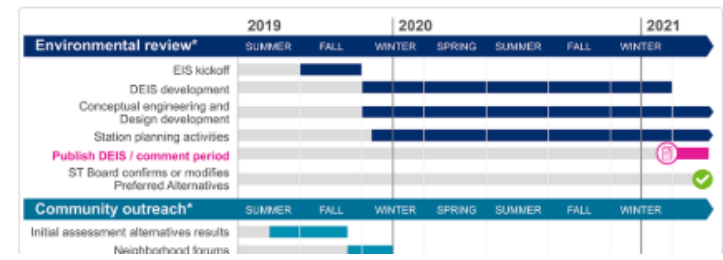 2019 2020 2021
Environmental review* SUMMER FALL WINTER SPRING SUMMER FALL WINTER
EIS kickoff
DEIS development
Conceptual engineering and
Design development
Station planning activities
Publish DEIS / comment period
ST Board confirms or modifies
Preferred Alternatives
Community outreach* SUMMER FALL WINTER SPRING SUMMER FALL WINTER
Initial assessment alternatives results
Neighborhood forums